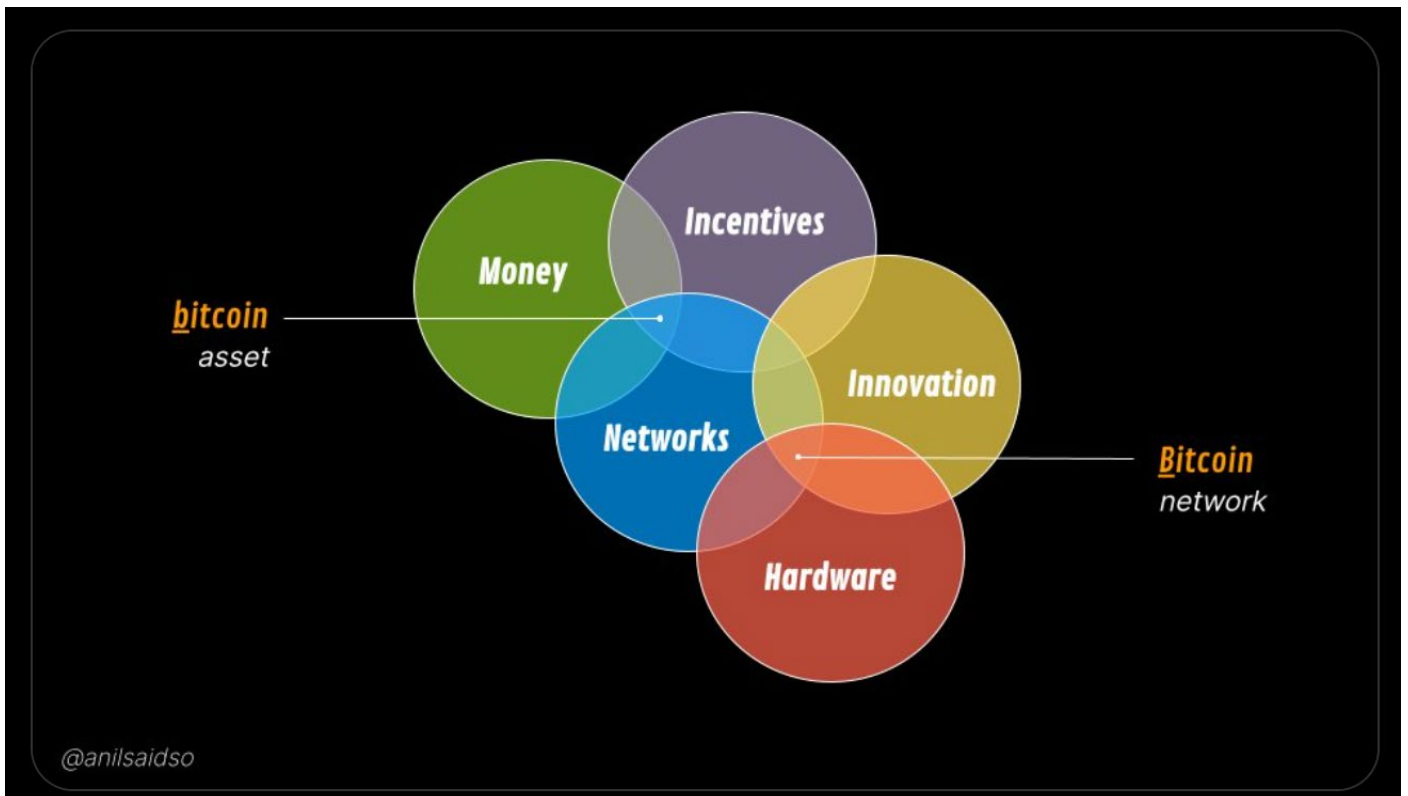 Incentives
Money
bitcoin
asset
Innovation
Networks
Bitcoin
network
Hardware
@anilsaidso